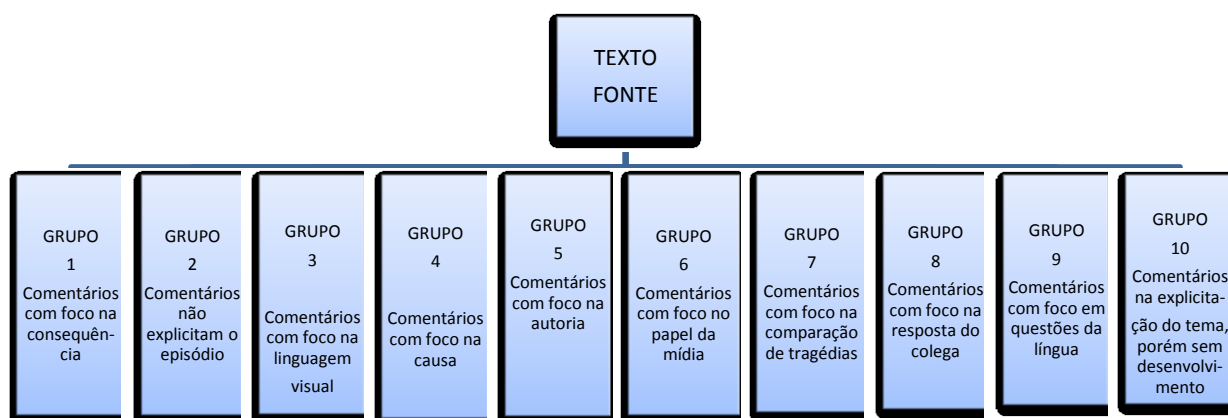 TEXTO
FONTE
GRUPO
1
Comentários
com foco na
consequên-
cia
GRUPO
2
Comentários
não
explicitam o
episódio
GRUPO
3
Comentários
com foco na
linguagem
visual
GRUPO
4
Comentários
com foco na
causa
GRUPO
5
Comentários
com foco na
autoria
GRUPO
6
Comentários
com foco no
papel da
mídia
GRUPO
7
Comentários
com foco na
comparação
de tragédias
GRUPO
8
Comentários
com foco na
resposta do
colega
GRUPO
9
Comentários
com foco em
questões da
língua
GRUPO
10
Comentários
na explicita-
ção do tema,
porém sem
desenvolvi-
mento